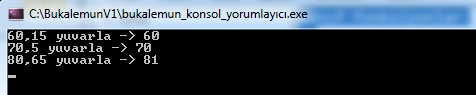 C:\BukalemunV1\bukalemun_konsol_yorumlayıcı.exe
60,15 yuvarla -> 60
70,5 yuvarla -> 70
80,65 yuvarla -> 81